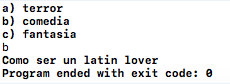 a) terror
b) comedia
c) fantasia
b
Como ser un latin lover
Program ended with exit code: 0